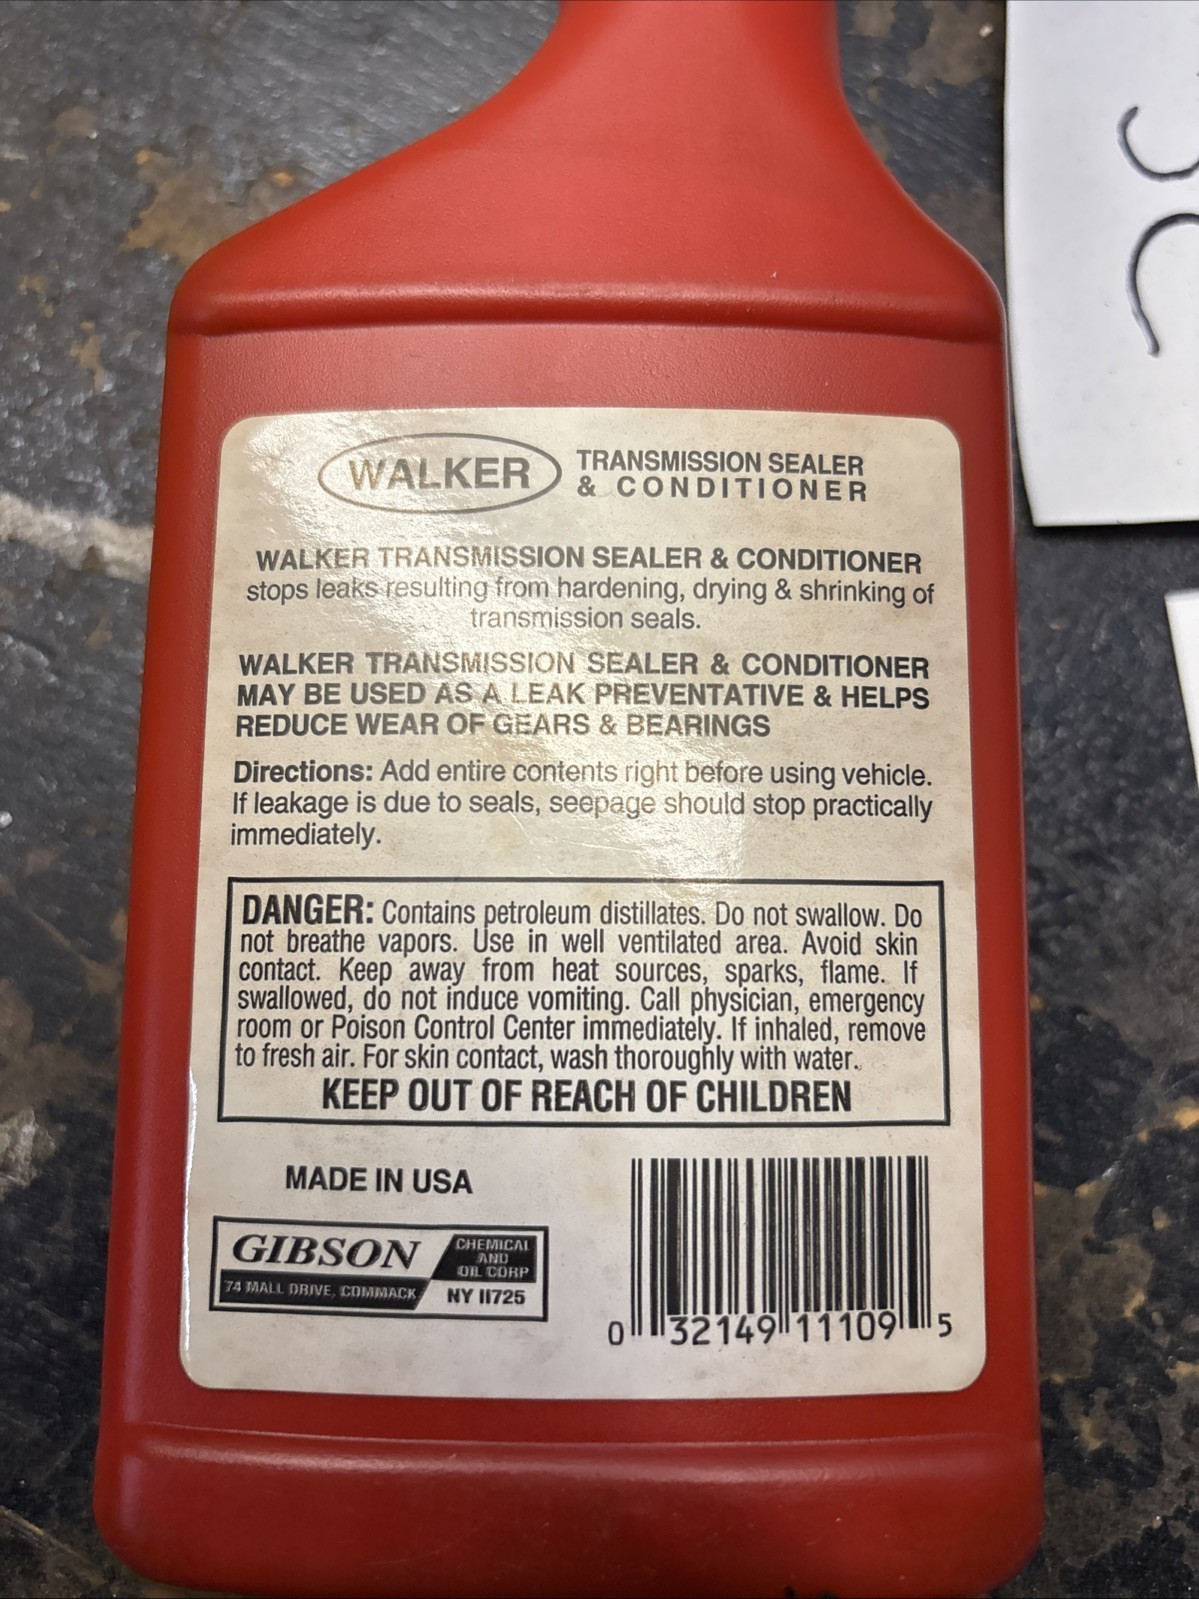 WALKER TRANSMISSION SEALER
& CONDITIONER
WALKER TRANSMISSION SEALER & CONDITIONER
stops leaks resulting from hardening, drying & shrinking of
transmission seals.
WALKER TRANSMISSION SEALER & CONDITIONER
MAY BE USED AS A LEAK PREVENTATIVE & HELPS
REDUCE WEAR OF GEARS & BEARINGS
Directions: Add entire contents right before using vehicle.
If leakage is due to seals, seepage should stop practically
immediately.
DANGER: Contains petroleum distillates. Do not swallow. Do
not breathe vapors. Use in well ventilated area. Avoid skin
contact. Keep away from heat sources, sparks, flame. If
swallowed, do not induce vomiting. Call physician, emergency
room or Poison Control Center immediately. If inhaled, remove
to fresh air. For skin contact, wash thoroughly with water.
KEEP OUT OF REACH OF CHILDREN
MADE IN USA
GIBSON
CHEMICAL
AND
OIL CORP
74 MALL DRIVE, COMMACK
NY 11725
0 32149 11109 5